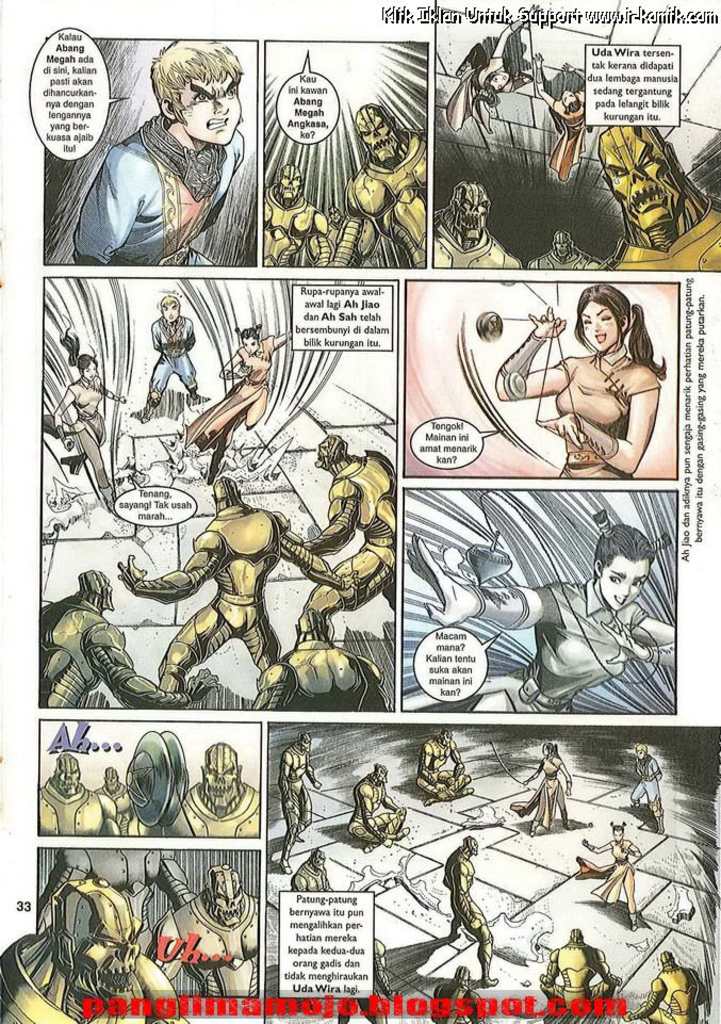 Klik Iklan Untuk Support www.ir-komik.com
Kalau
Abang
Megah ada
di sini, kalian
pasti akan
dihancurkan-
nya dengan
lengannya
yang ber-
kuasa ajaib
itu!
Kau
ini kawan
Abang
Megah
Angkasa,
ke?
Uda Wira tersen-
tak kerana didapati
dua lembaga manusia
sedang tergantung
pada lelangit bilik
kurungan itu.
Rupa-rupanya awal-
awal lagi Ah Jiao
dan Ah Sah telah
bersembunyi di dalam
bilik kurungan itu.
Tenang,
sayang! Tak usah
marah...
Tengok!
Mainan ini
amat menarik
kan?
Ah Jiao dan adiknya pun sengaja menarik perhatian patung-patung
bernyawa itu dengan gasing-gasing yang mereka putarkan.
Macam
mana?
Kalian tentu
suka akan
mainan ini
kan?
Ah...
Uh...
Patung-patung
bernyawa itu pun
mengalihkan per-
hatian mereka
kepada kedua-dua
orang gadis dan
tidak menghiraukan
Uda Wira lagi.
33
panglimamojo.blogspot.com